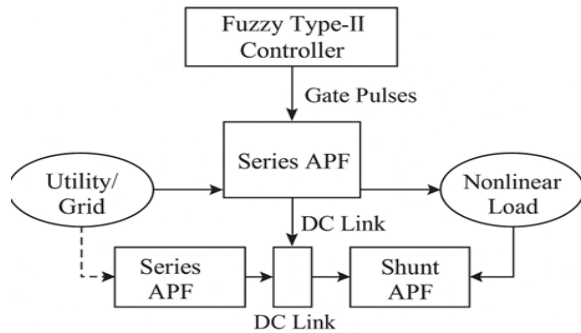 Fuzzy Type-II
Controller
Gate Pulses
Series APF
Utility/
Grid
Nonlinear
Load
DC Link
Series
APF
Shunt
APF
DC Link